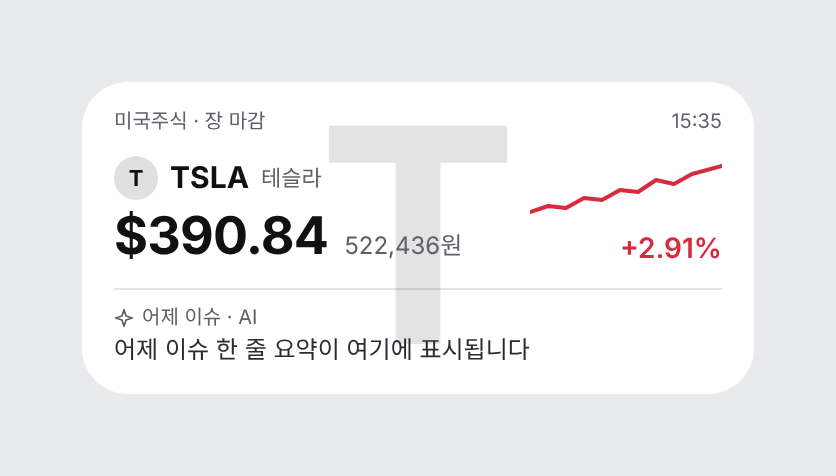 미국주식 · 장 마감
15:35
T TSLA 테슬라
$390.84 522,436원
+2.91%
어제 이슈 · AI
어제 이슈 한 줄 요약이 여기에 표시됩니다
T